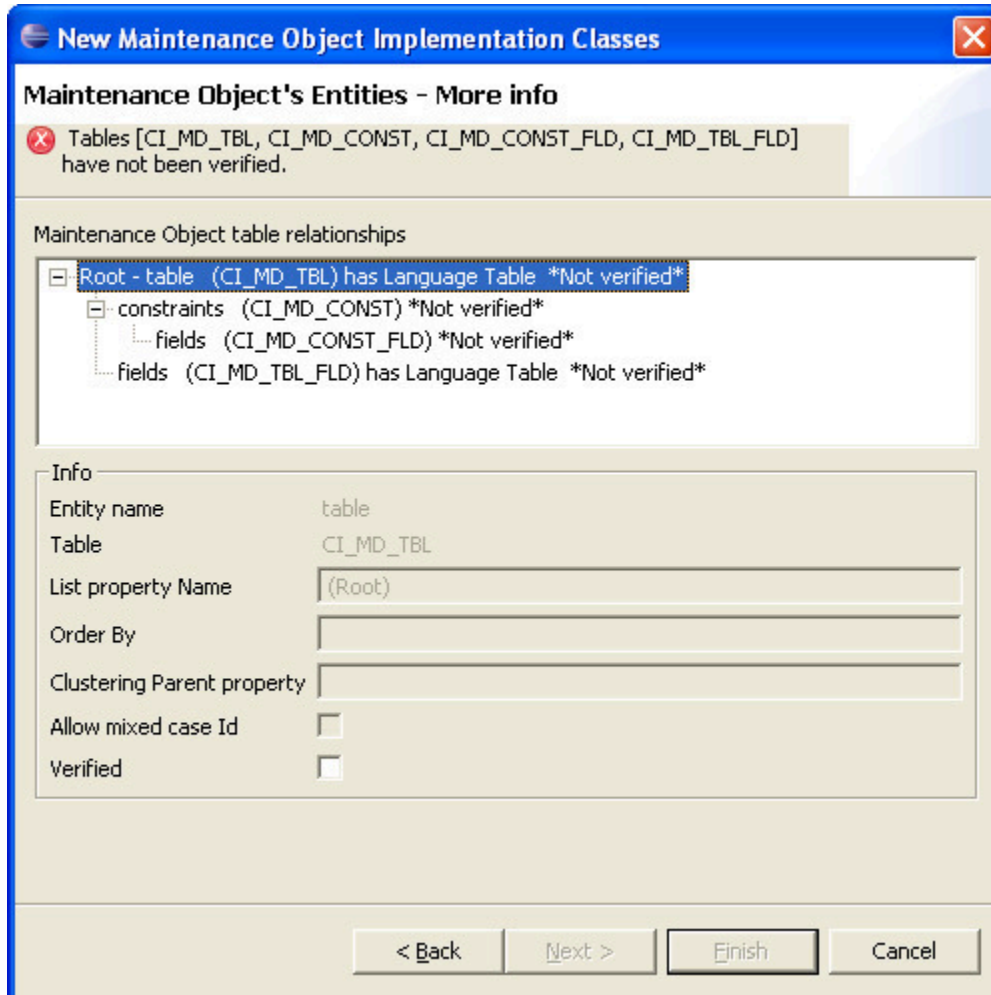 New Maintenance Object Implementation Classes
Maintenance Object's Entities - More info
Tables [CI_MD_TBL, CI_MD_CONST, CI_MD_CONST_FLD, CI_MD_TBL_FLD]
have not been verified.
Maintenance Object table relationships
Root - table (CI_MD_TBL) has Language Table *Not verified*
constraints (CI_MD_CONST) *Not verified*
fields (CI_MD_CONST_FLD) *Not verified*
fields (CI_MD_TBL_FLD) has Language Table *Not verified*
Info
Entity name table
Table CI_MD_TBL
List property Name (Root)
Order By
Clustering Parent property
Allow mixed case Id
Verified
< Back Next > Finish Cancel